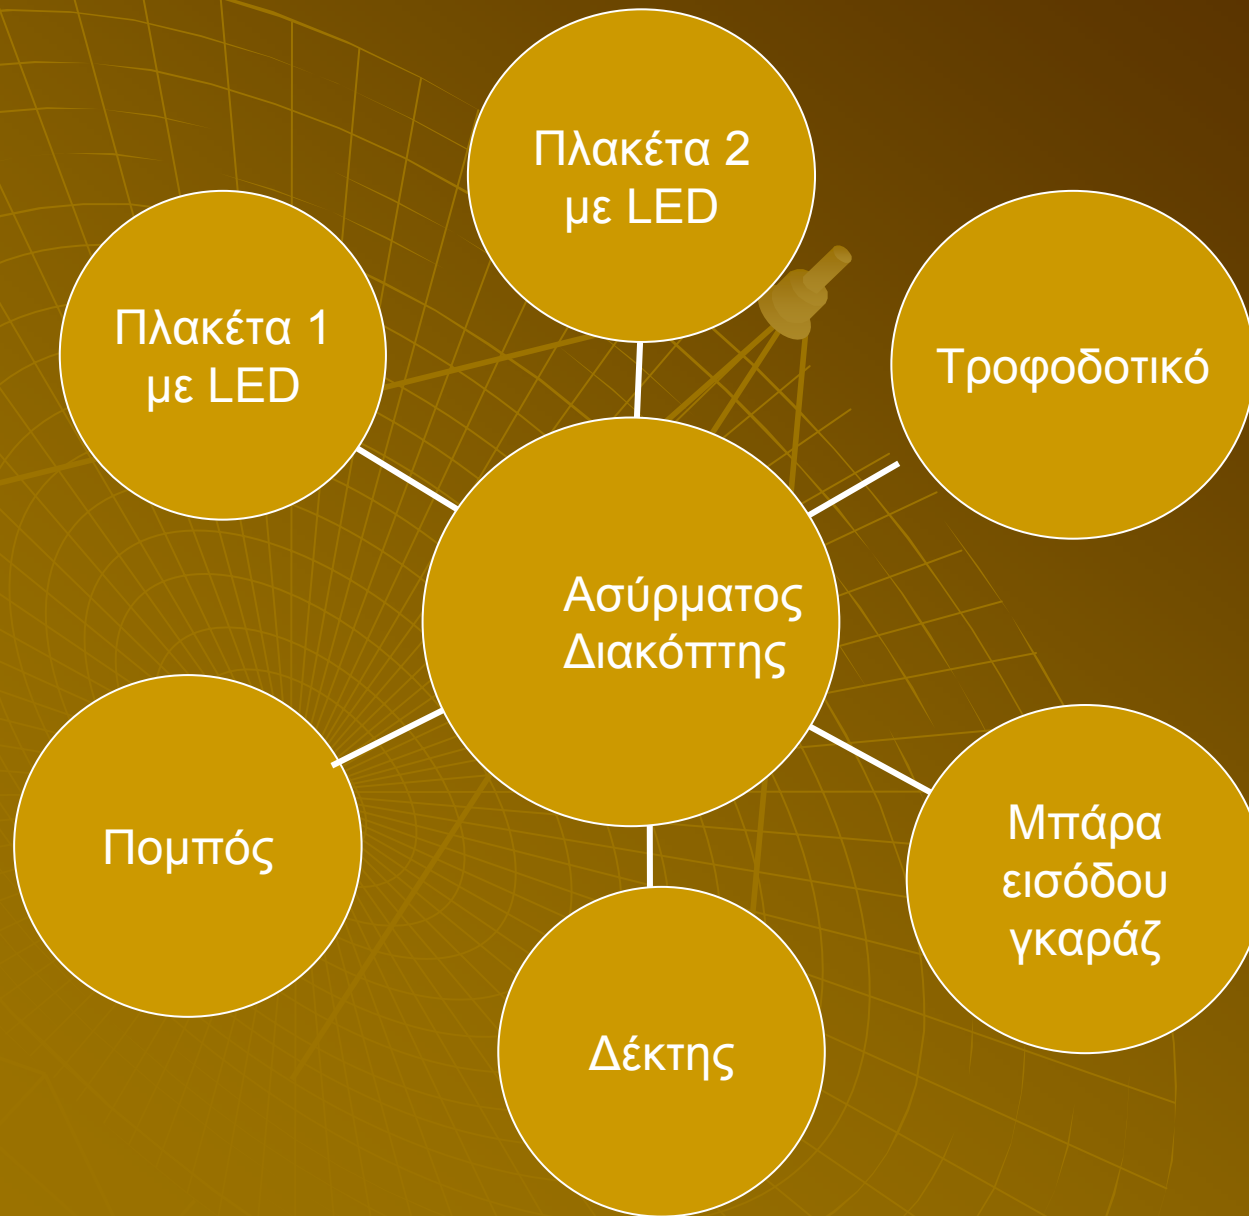 Πλακέτα 2
με LED
Πλακέτα 1
με LED
Τροφοδοτικό
Ασύρματος
Διακόπτης
Πομπός
Μπάρα
εισόδου
γκαράζ
Δέκτης